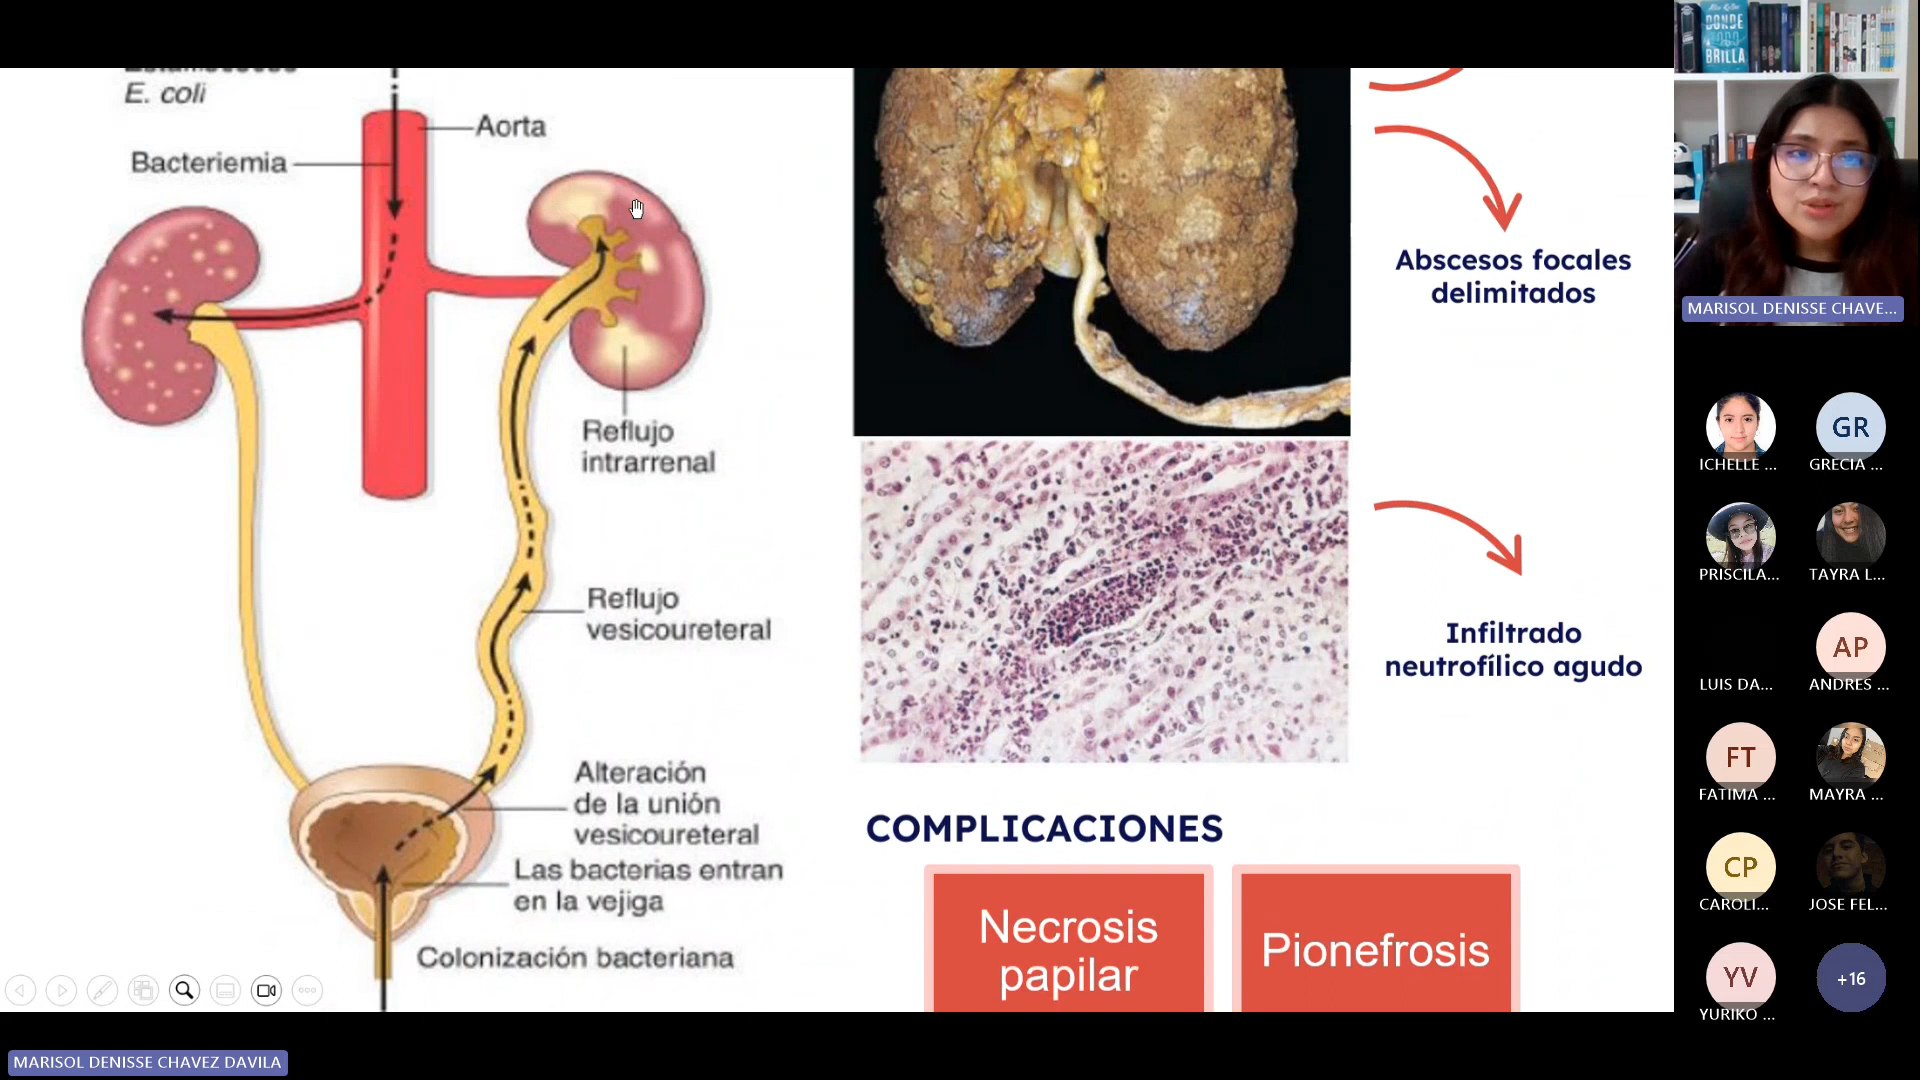 E. coli
Aorta
Bacteriemia
Reflujo
intrarrenal
Reflujo
vesicoureteral
Alteración
de la unión
vesicoureteral
Las bacterias entran
en la vejiga
Colonización bacteriana
Abscesos focales
delimitados
Infiltrado
neutrofílico agudo
COMPLICACIONES
Necrosis
papilar
Pionefrosis
DONDE
BRILLA
MARISOL DENISSE CHAVE...
ICHELLE ...
GR
GRECIA ...
PRISCILA...
TAYRA L...
LUIS DA...
AP
ANDRES ...
FT
FATIMA ...
MAYRA ...
CP
CAROLI...
JOSE FEL...
YV
YURIKO ...
+16
MARISOL DENISSE CHAVEZ DAVILA